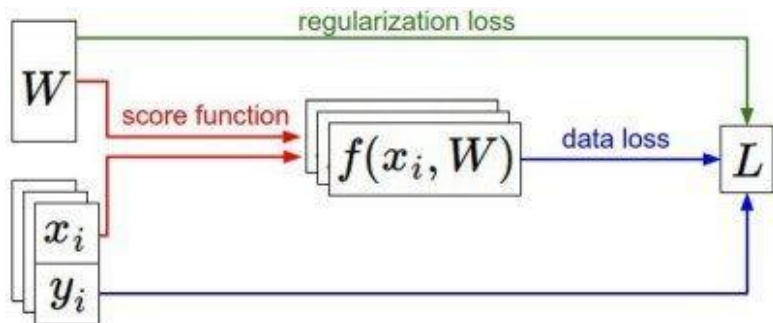 regularization loss
W
score function
f(x_i, W)
data loss
L
x_i
y_i